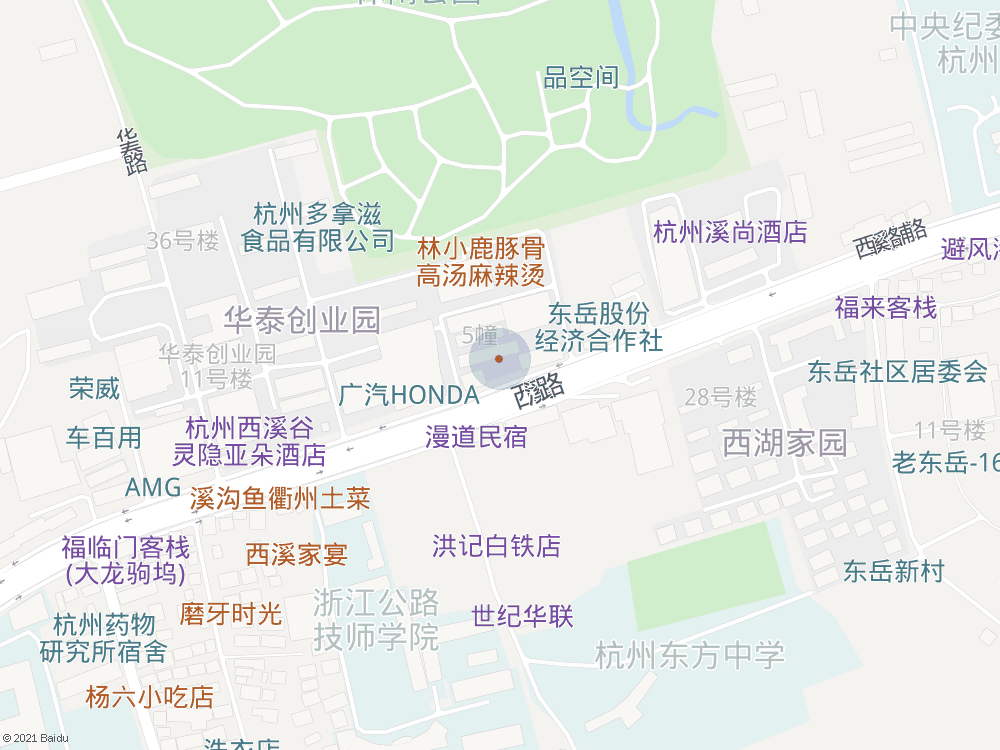 中央纪委
杭州
品空间
华泰路
杭州多拿滋
食品有限公司
36号楼
林小鹿豚骨
高汤麻辣烫
杭州溪尚酒店
西溪路辅路
避风港
福来客栈
东岳股份
经济合作社
华泰创业园
5幢
华泰创业园
11号楼
荣威
广汽HONDA
西溪路
东岳社区居委会
28号楼
车百用
杭州西溪谷
灵隐亚朵酒店
漫道民宿
西湖家园
11号楼
老东岳-16
AMG
溪沟鱼衢州土菜
福临门客栈
(大龙驹坞)
西溪家宴
洪记白铁店
东岳新村
磨牙时光
浙江公路
技师学院
世纪华联
杭州药物
研究所宿舍
杭州东方中学
杨六小吃店
洗衣店
© 2021 Baidu